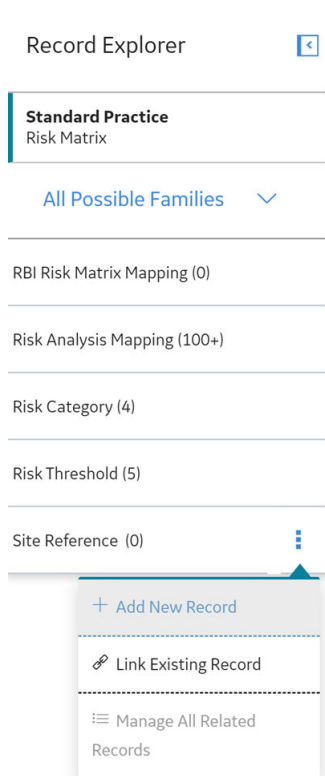 Record Explorer
Standard Practice
Risk Matrix
All Possible Families
RBI Risk Matrix Mapping (0)
Risk Analysis Mapping (100+)
Risk Category (4)
Risk Threshold (5)
Site Reference (0)
Add New Record
Link Existing Record
Manage All Related
Records